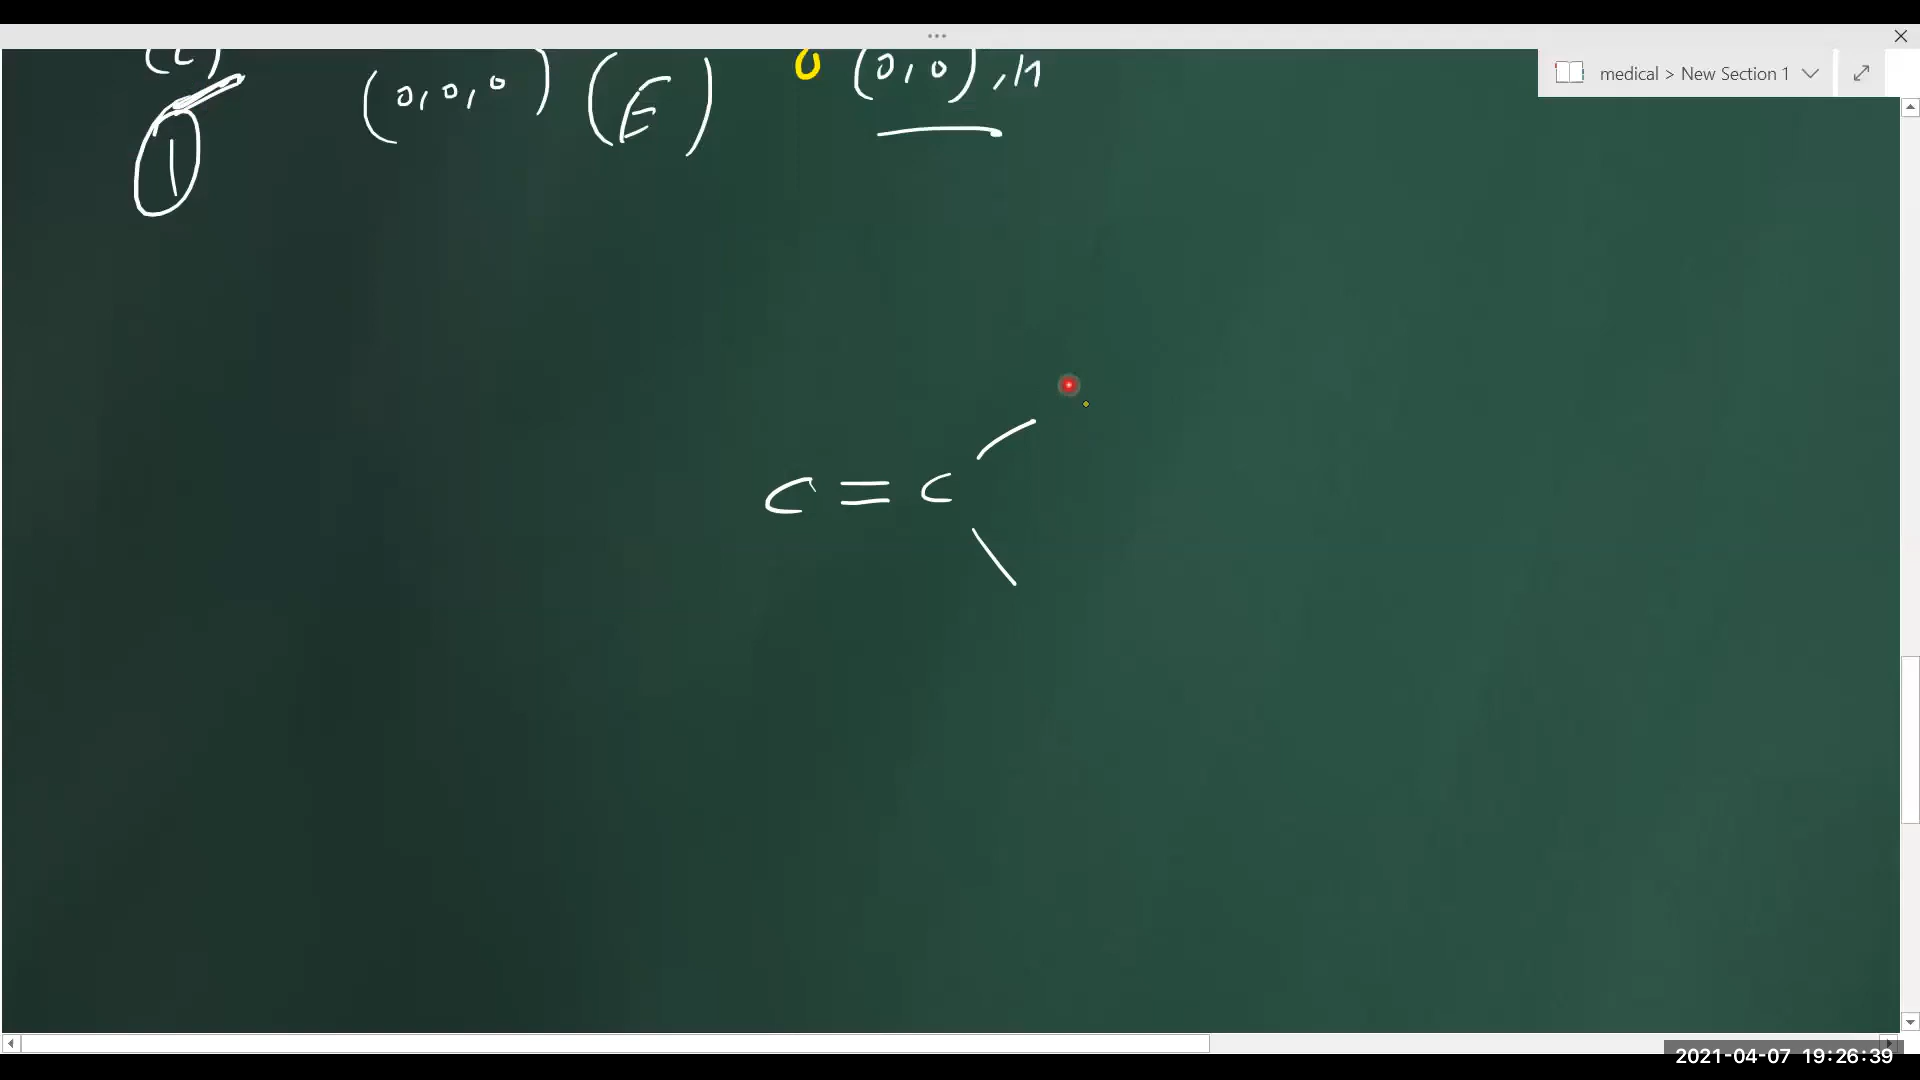 medical > New Section 1
(0,0,0) (E) 0 (0,0),H
1
C = C
2021-04-07 19:26:39